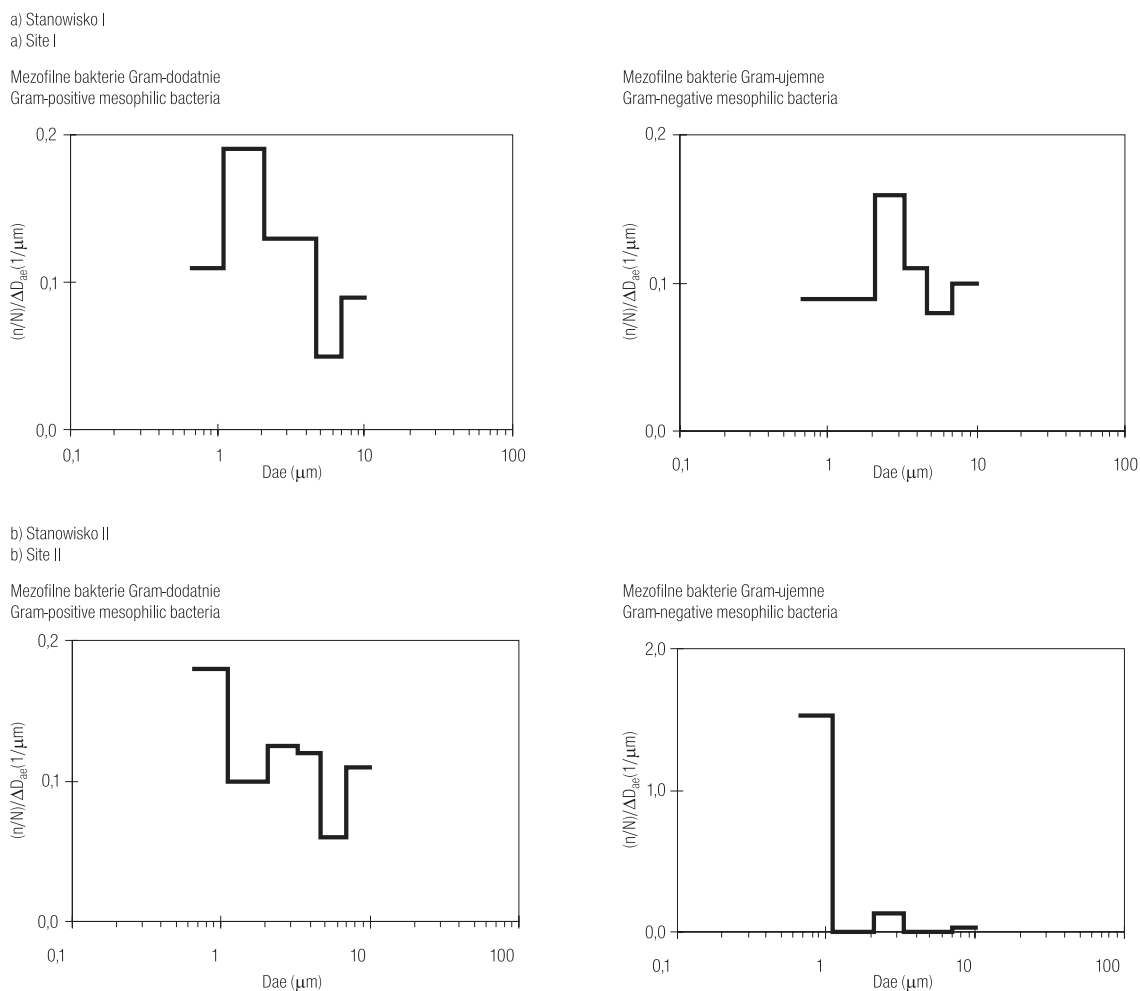 a) Stanowisko I
a) Site I
Mezofilne bakterie Gram-dodatnie
Gram-positive mesophilic bacteria
0,2
0,1
0,0
(n/N)/ΔDae(1/μm)
0,1 1 10 100
Dae (μm)
Mezofilne bakterie Gram-ujemne
Gram-negative mesophilic bacteria
0,2
0,1
0,0
(n/N)/ΔDae(1/μm)
0,1 1 10 100
Dae (μm)
b) Stanowisko II
b) Site II
Mezofilne bakterie Gram-dodatnie
Gram-positive mesophilic bacteria
0,2
0,1
0,0
(n/N)/ΔDae(1/μm)
0,1 1 10 100
Dae (μm)
Mezofilne bakterie Gram-ujemne
Gram-negative mesophilic bacteria
2,0
1,0
0,0
(n/N)/ΔDae(1/μm)
0,1 1 10 100
Dae (μm)